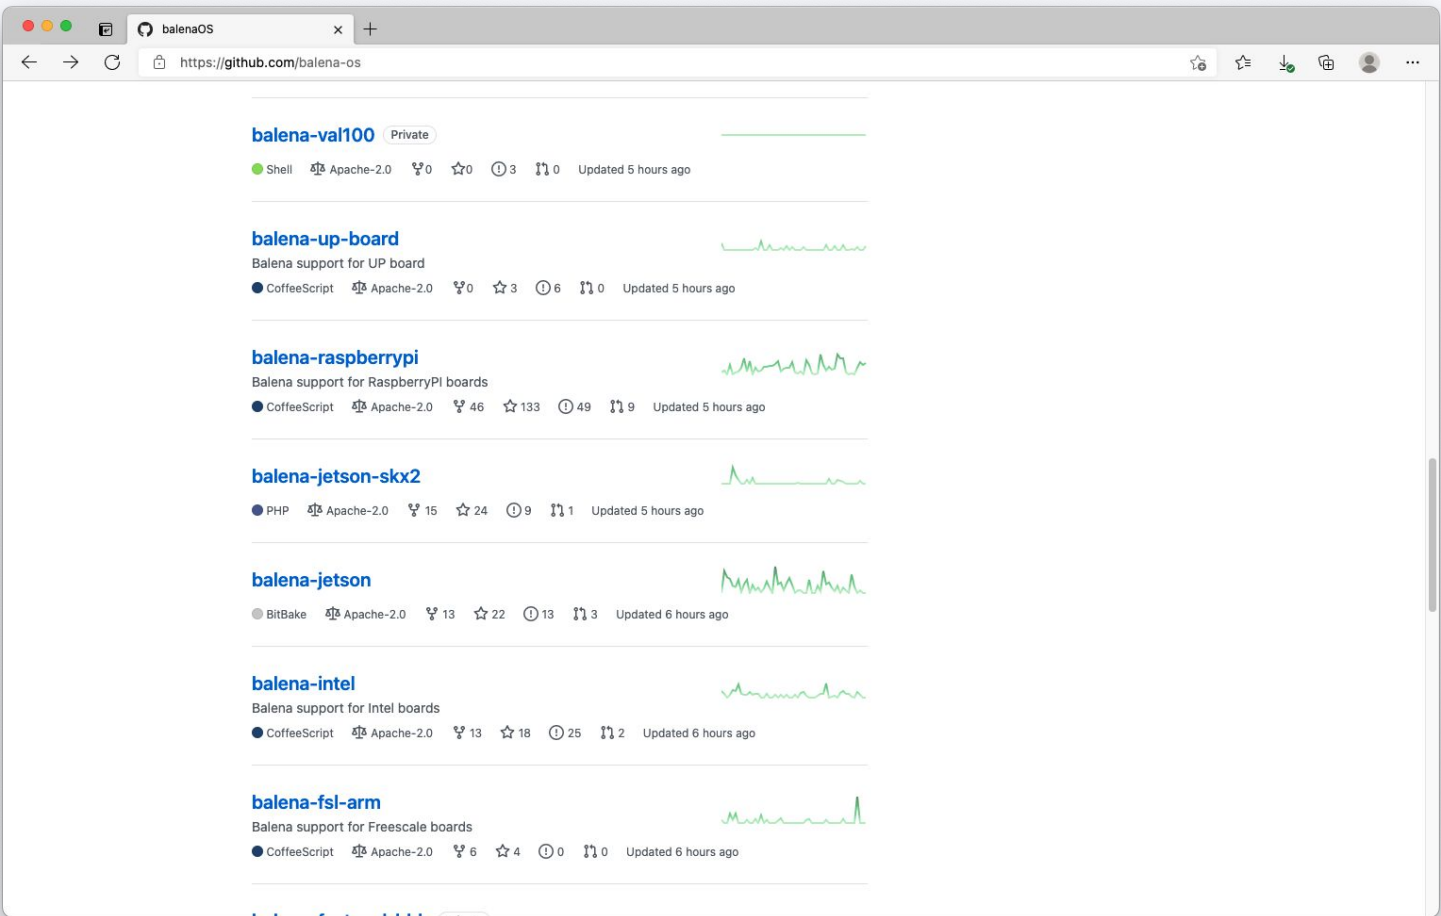 balenaOS
https://github.com/balena-os
balena-val100 Private
Shell Apache-2.0 0 0 3 0 Updated 5 hours ago
balena-up-board
Balena support for UP board
CoffeeScript Apache-2.0 0 3 6 0 Updated 5 hours ago
balena-raspberrypi
Balena support for RaspberryPI boards
CoffeeScript Apache-2.0 46 133 49 9 Updated 5 hours ago
balena-jetson-skx2
PHP Apache-2.0 15 24 9 1 Updated 5 hours ago
balena-jetson
BitBake Apache-2.0 13 22 13 3 Updated 6 hours ago
balena-intel
Balena support for Intel boards
CoffeeScript Apache-2.0 13 18 25 2 Updated 6 hours ago
balena-fsl-arm
Balena support for Freescale boards
CoffeeScript Apache-2.0 6 4 0 0 Updated 6 hours ago